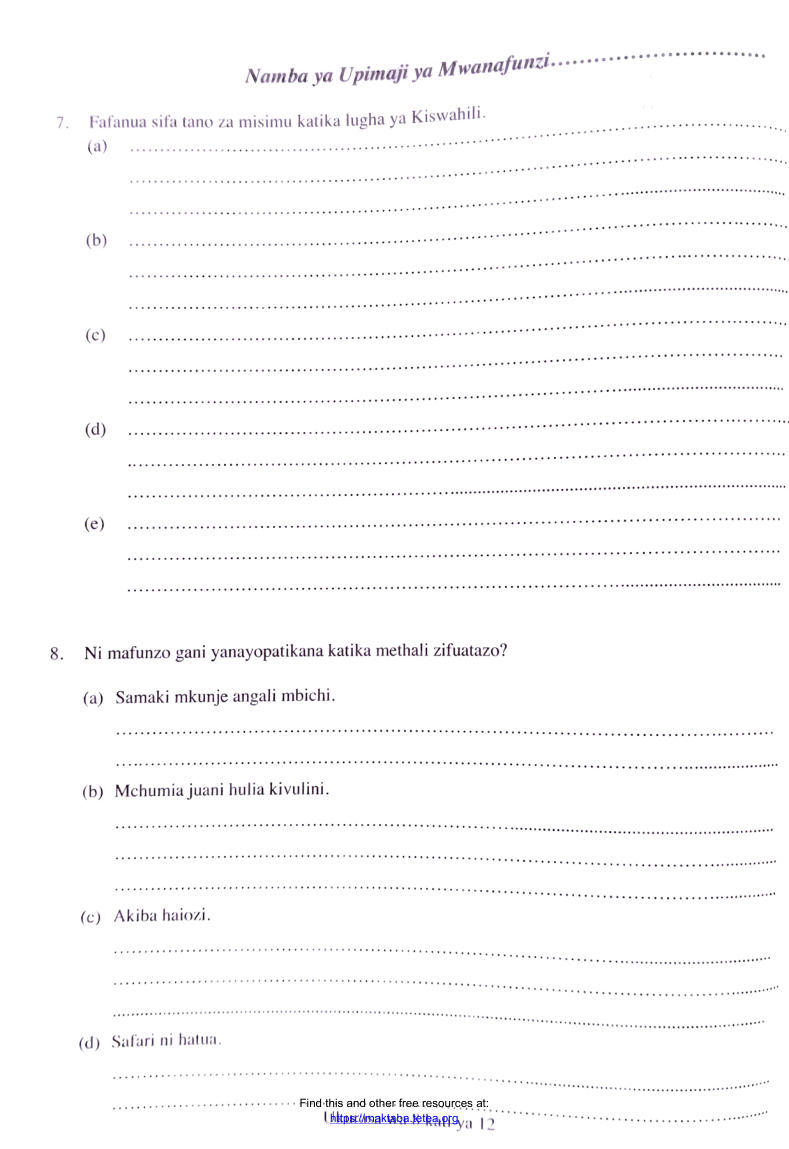 Namba ya Upimaji ya Mwanafunzi
7. Fafanua sifa tano za misimu katika lugha ya Kiswahili.
(a)
(b)
(c)
(d)
(e)
8. Ni mafunzo gani yanayopatikana katika methali zifuatazo?
(a) Samaki mkunje angali mbichi.
(b) Mchumia juani hulia kivulini.
(c) Akiba haiozi.
(d) Safari ni hatua.
Find this and other free resources at:
https://maktaba.tetea.org
kati ya 12